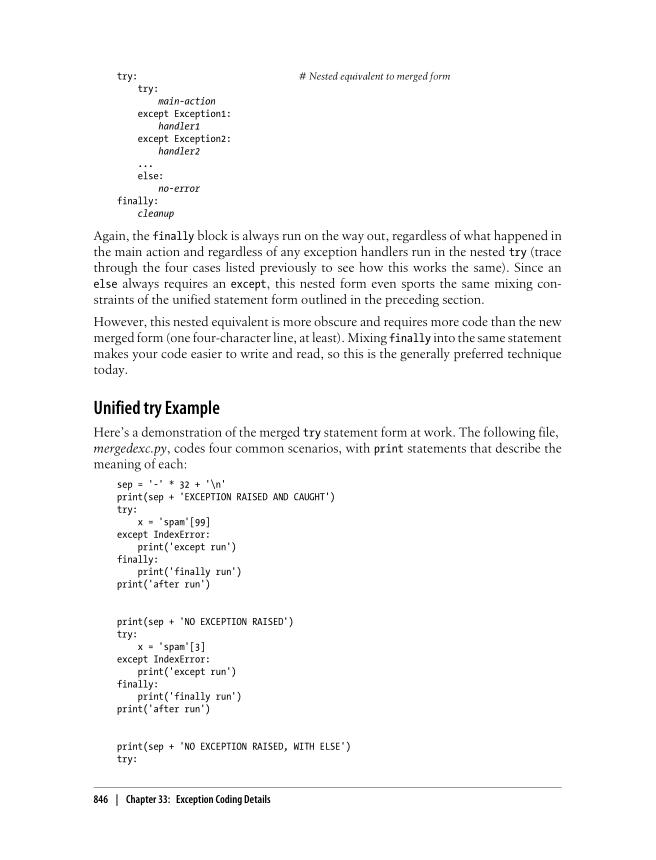 try:                              # Nested equivalent to merged form
    try:
        main-action
    except Exception1:
        handler1
    except Exception2:
        handler2
    ...
    else:
        no-error
finally:
    cleanup
Again, the finally block is always run on the way out, regardless of what happened in
the main action and regardless of any exception handlers run in the nested try (trace
through the four cases listed previously to see how this works the same). Since an
else always requires an except, this nested form even sports the same mixing con-
straints of the unified statement form outlined in the preceding section.
However, this nested equivalent is more obscure and requires more code than the new
merged form (one four-character line, at least). Mixing finally into the same statement
makes your code easier to write and read, so this is the generally preferred technique
today.
Unified try Example
Here’s a demonstration of the merged try statement form at work. The following file,
mergedexc.py, codes four common scenarios, with print statements that describe the
meaning of each:
sep = '-' * 32 + '\n'
print(sep + 'EXCEPTION RAISED AND CAUGHT')
try:
    x = 'spam'[99]
except IndexError:
    print('except run')
finally:
    print('finally run')
print('after run')
print(sep + 'NO EXCEPTION RAISED')
try:
    x = 'spam'[3]
except IndexError:
    print('except run')
finally:
    print('finally run')
print('after run')
print(sep + 'NO EXCEPTION RAISED, WITH ELSE')
try:
846 | Chapter 33: Exception Coding Details